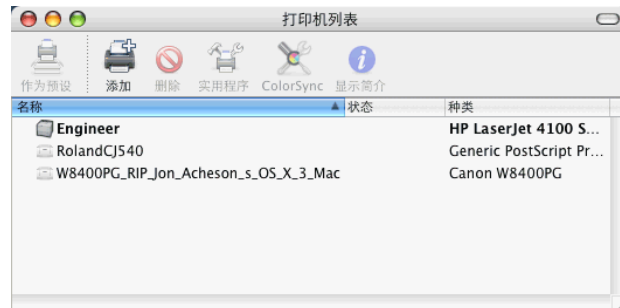 打印机列表
作为预设 添加 删除 实用程序 ColorSync 显示简介
名称 状态 种类
Engineer HP LaserJet 4100 S...
RolandCJ540 Generic PostScript Pr...
W8400PG_RIP_Jon_Acheson_s_OS_X_3_Mac Canon W8400PG